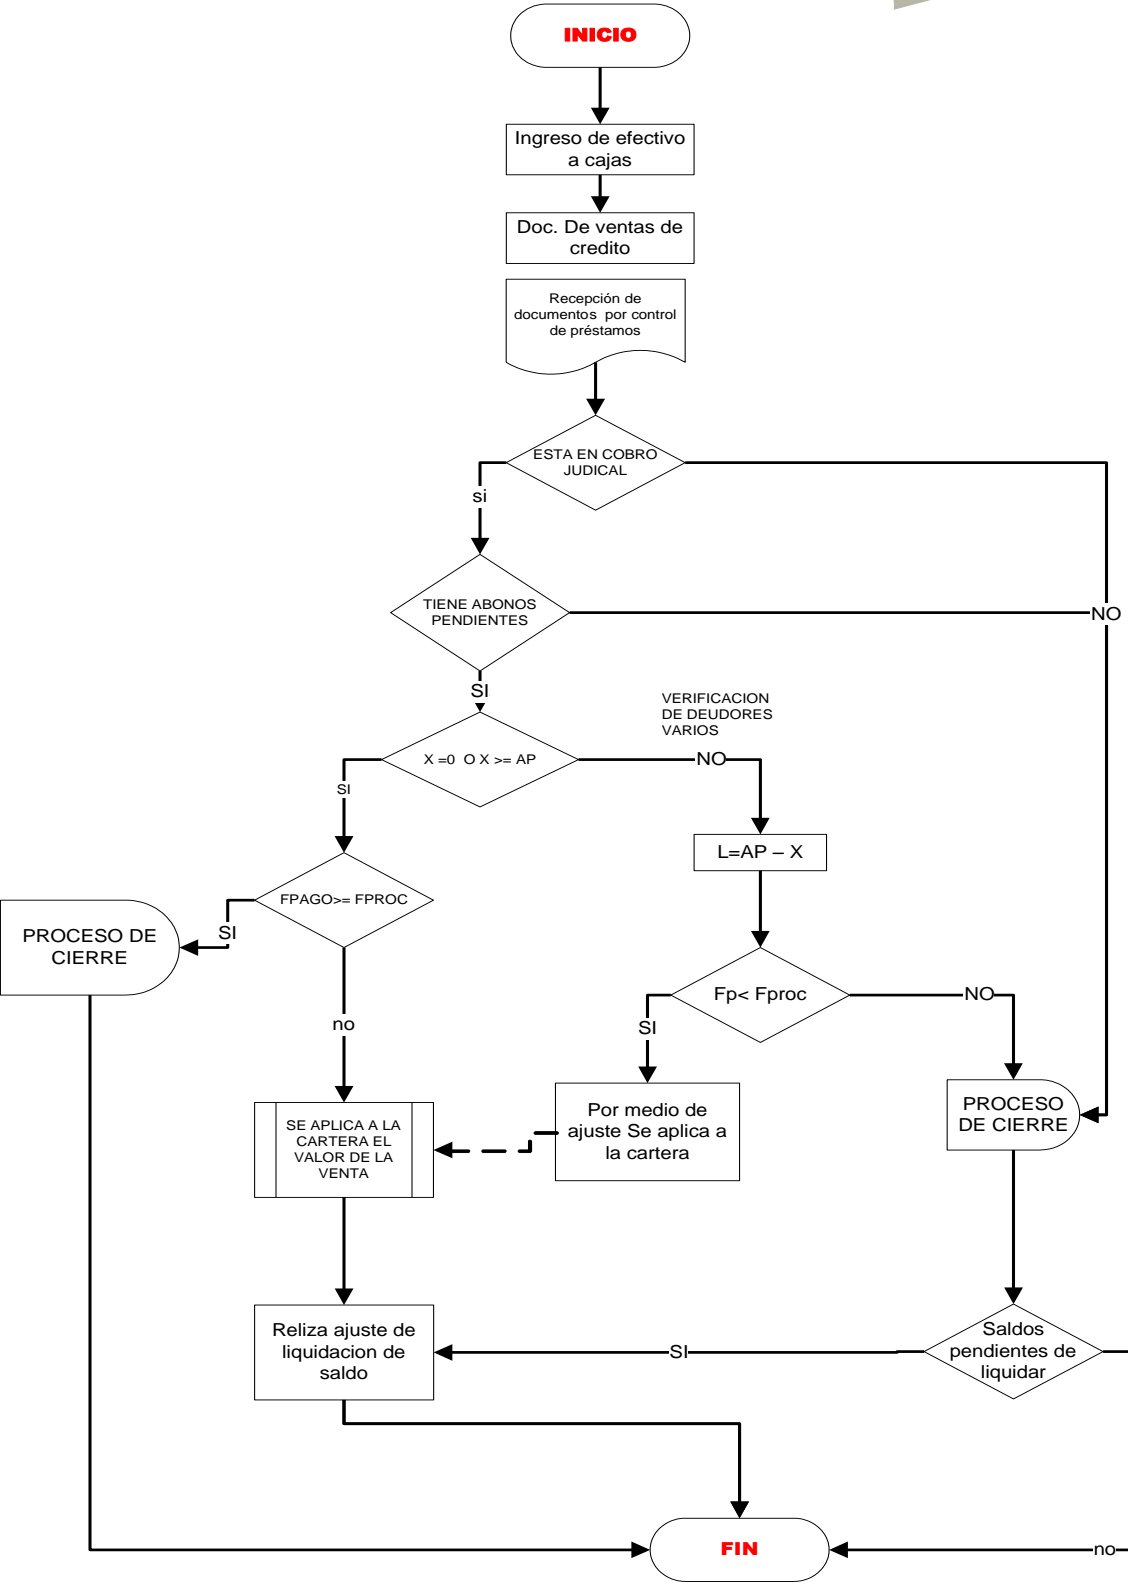 INICIO
Ingreso de efectivo
a cajas
Doc. De ventas de
credito
Recepción de
documentos por control
de préstamos
ESTA EN COBRO
JUDICAL
si
TIENE ABONOS
PENDIENTES
NO
SI
VERIFICACION
DE DEUDORES
VARIOS
X =0 O X >= AP
NO
SI
L=AP – X
FPAGO>= FPROC
SI
PROCESO DE
CIERRE
Fp< Fproc
NO
SI
no
Por medio de
ajuste Se aplica a
la cartera
PROCESO
DE CIERRE
SE APLICA A LA
CARTERA EL
VALOR DE LA
VENTA
Reliza ajuste de
liquidacion de
saldo
SI
Saldos
pendientes de
liquidar
FIN
no